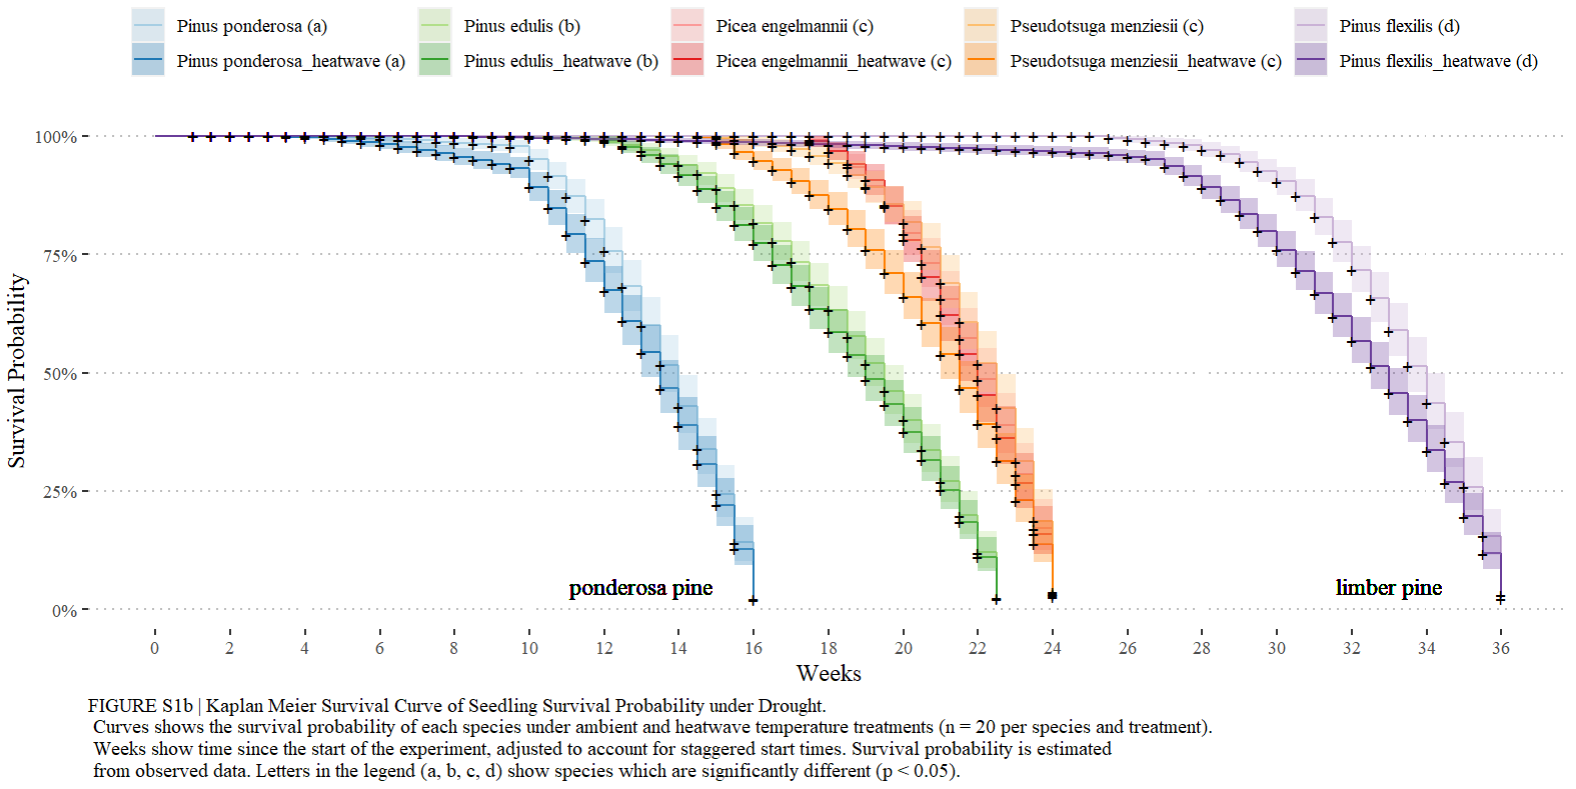 Pinus ponderosa (a) Pinus edulis (b) Picea engelmannii (c) Pseudotsuga menziesii (c) Pinus flexilis (d)
Pinus ponderosa_heatwave (a) Pinus edulis_heatwave (b) Picea engelmannii_heatwave (c) Pseudotsuga menziesii_heatwave (c) Pinus flexilis_heatwave (d)
100%
75%
50%
25%
0%
Survival Probability
ponderosa pine limber pine
0 2 4 6 8 10 12 14 16 18 20 22 24 26 28 30 32 34 36
Weeks
FIGURE S1b | Kaplan Meier Survival Curve of Seedling Survival Probability under Drought.
Curves shows the survival probability of each species under ambient and heatwave temperature treatments (n = 20 per species and treatment).
Weeks show time since the start of the experiment, adjusted to account for staggered start times. Survival probability is estimated
from observed data. Letters in the legend (a, b, c, d) show species which are significantly different (p < 0.05).